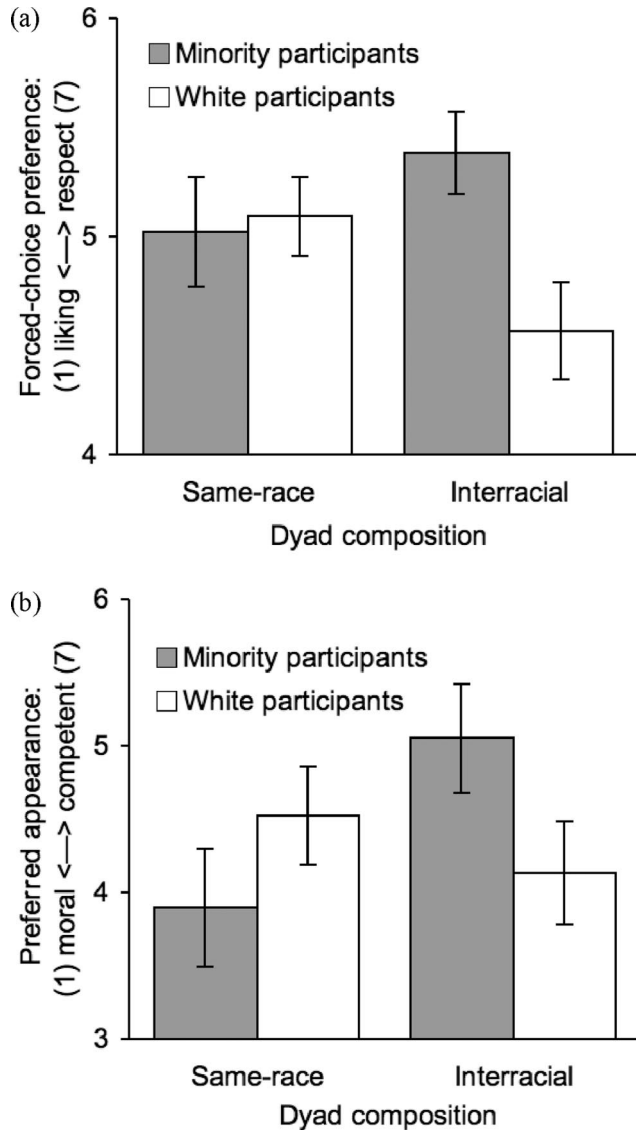 (a)
6
5
4
Forced-choice preference:
(1) liking <—> respect (7)
Minority participants
White participants
Same-race
Interracial
Dyad composition
(b)
6
5
4
3
Preferred appearance:
(1) moral <—> competent (7)
Minority participants
White participants
Same-race
Interracial
Dyad composition